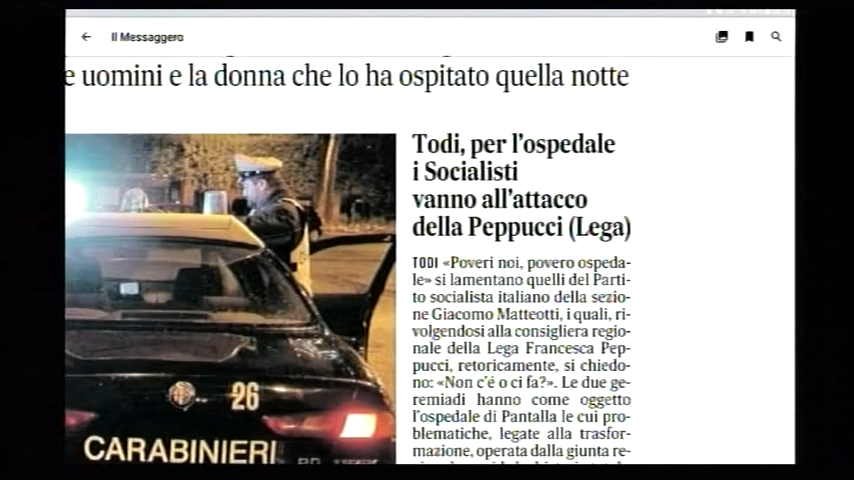 Il Messaggero
e uomini e la donna che lo ha ospitato quella notte
Todi, per l'ospedale
i Socialisti
vanno all'attacco
della Peppucci (Lega)
TODI «Poveri noi, povero ospeda-
le» si lamentano quelli del Parti-
to socialista italiano della sezio-
ne Giacomo Matteotti, i quali, ri-
volgendosi alla consigliera regio-
nale della Lega Francesca Pep-
pucci, retoricamente, si chiedo-
no: «Non c'é o ci fa?». Le due ge-
remiadi hanno come oggetto
l'ospedale di Pantalla le cui pro-
blematiche, legate alla trasfor-
mazione, operata dalla giunta re-
26
CARABINIERI